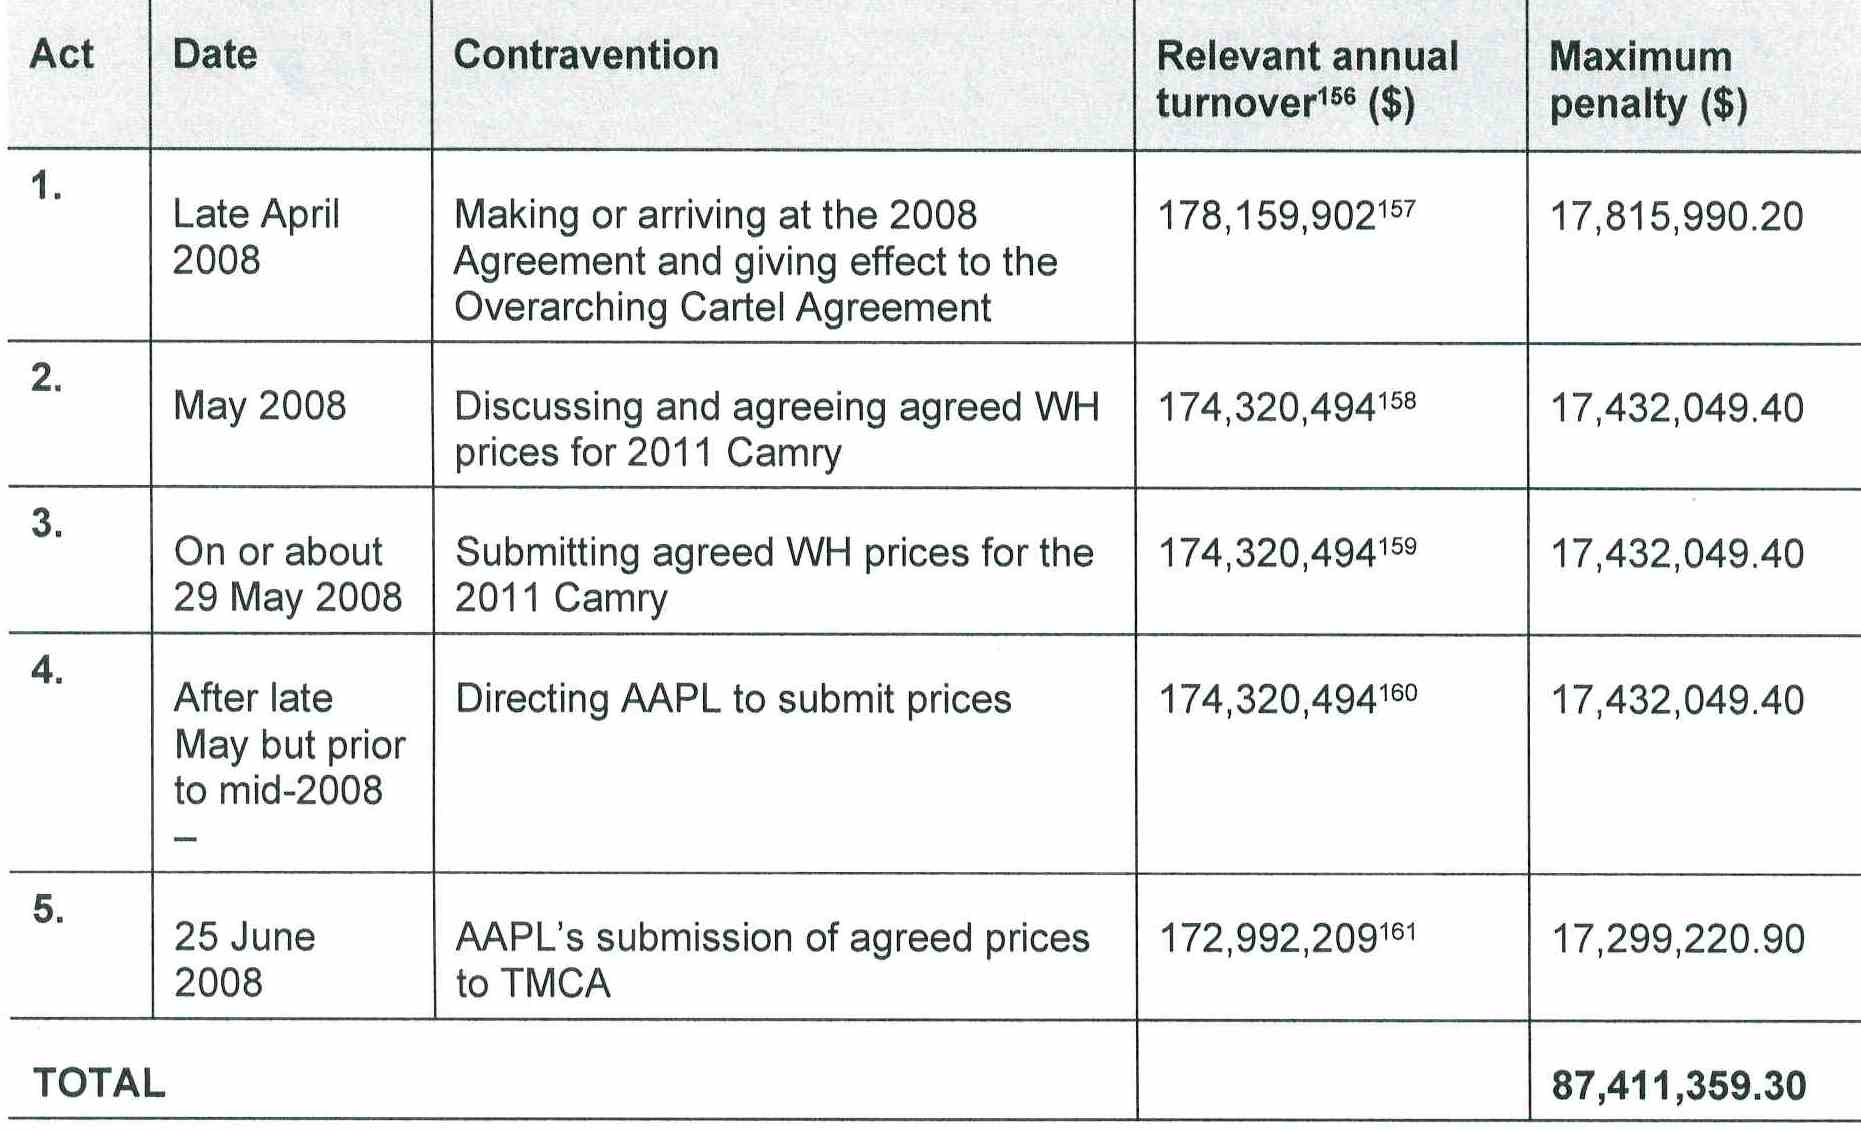 Act
Date
Contravention
Relevant annual
turnover156 ($)
Maximum
penalty ($)
1.
Late April
2008
Making or arriving at the 2008
Agreement and giving effect to the
Overarching Cartel Agreement
178,159,902157
17,815,990.20
2.
May 2008
Discussing and agreeing agreed WH
prices for 2011 Camry
174,320,494158
17,432,049.40
3.
On or about
29 May 2008
Submitting agreed WH prices for the
2011 Camry
174,320,494159
17,432,049.40
4.
After late
May but prior
to mid-2008
–
Directing AAPL to submit prices
174,320,494160
17,432,049.40
5.
25 June
2008
AAPL's submission of agreed prices
to TMCA
172,992,209161
17,299,220.90
TOTAL
87,411,359.30